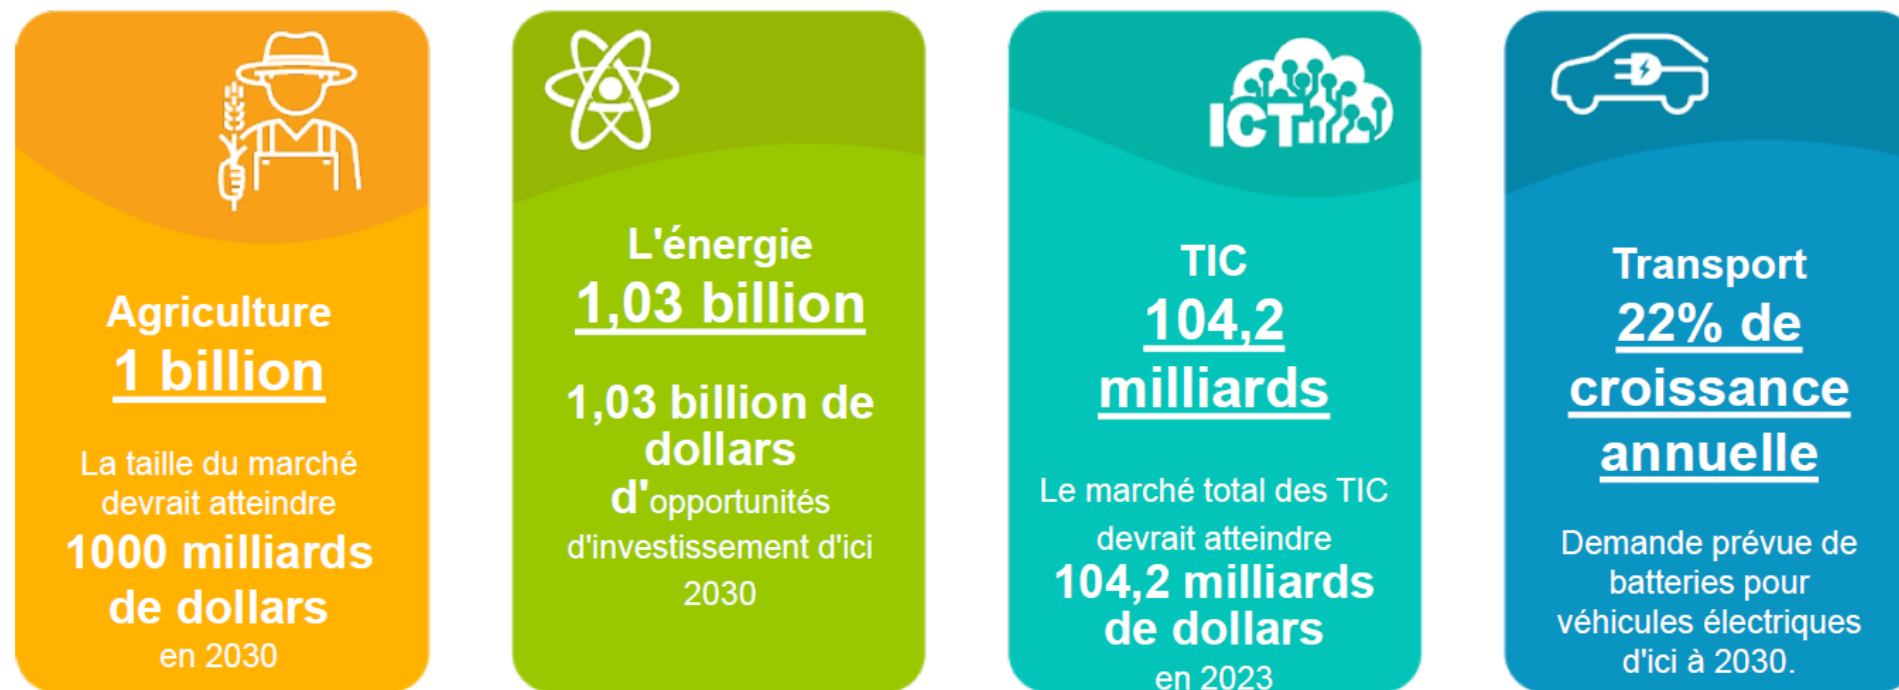 Agriculture
1 billion
La taille du marché
devrait atteindre
1000 milliards
de dollars
en 2030
L'énergie
1,03 billion
1,03 billion de
dollars
d'opportunités
d'investissement d'ici
2030
ICT
TIC
104,2
milliards
Le marché total des TIC
devrait atteindre
104,2 milliards
de dollars
en 2023
Transport
22% de
croissance
annuelle
Demande prévue de
batteries pour
véhicules électriques
d'ici à 2030.